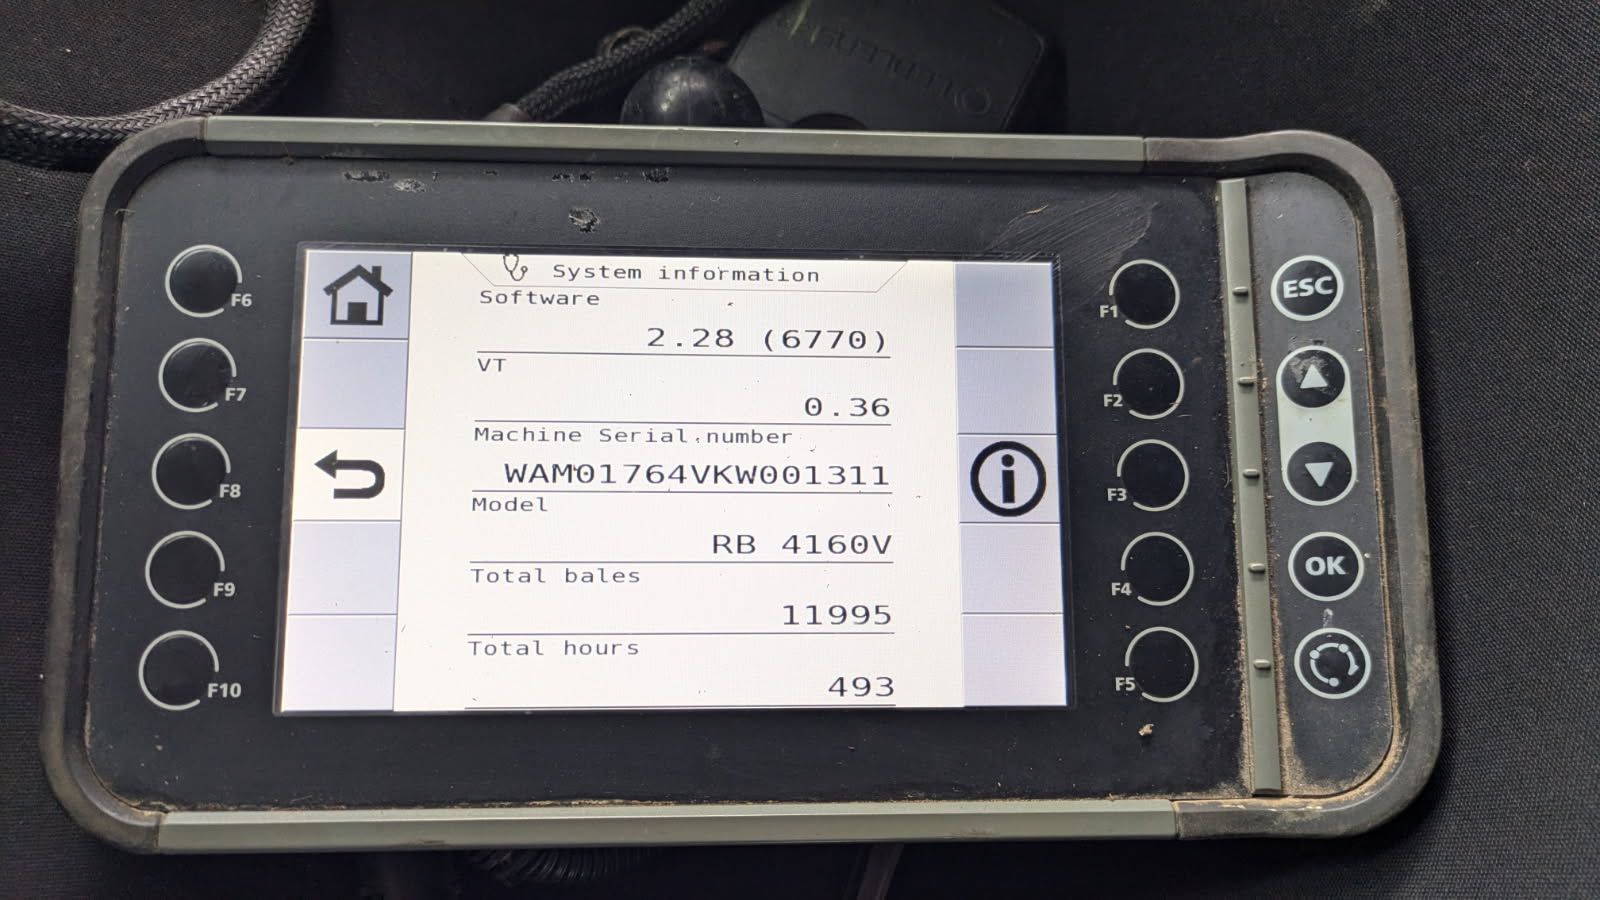 System information
Software
2.28 (6770)
VT
0.36
Machine Serial number
WAM01764VKW001311
Model
RB 4160V
Total bales
11995
Total hours
493
F6
F7
F8
F9
F10
F1
F2
F3
F4
F5
ESC
OK
LEDLENSER